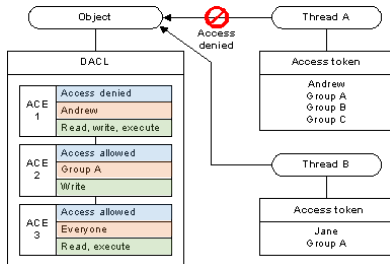 Object
Thread A
Access
denied
DACL
Access token
ACE
1
Access denied
Andrew
Read, write, execute
Andrew
Group A
Group B
Group C
ACE
2
Access allowed
Group A
Write
Thread B
ACE
3
Access allowed
Everyone
Read, execute
Access token
Jane
Group A